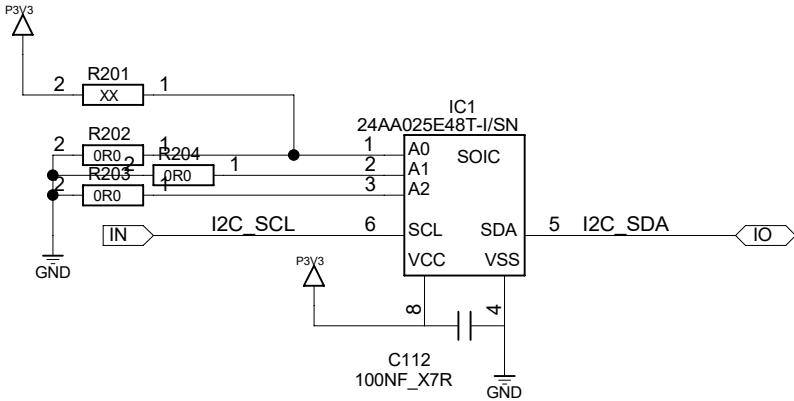 P3V3
R201
2 1
XX
IC1
24AA025E48T-I/SN
R202
2 1
0R0
1 A0
SOIC
R204
2 1
0R0
2 A1
R203
2 1
0R0
3 A2
IN I2C_SCL 6 SCL
SDA 5 I2C_SDA IO
VCC VSS
GND
P3V3
8 4
C112
100NF_X7R
GND